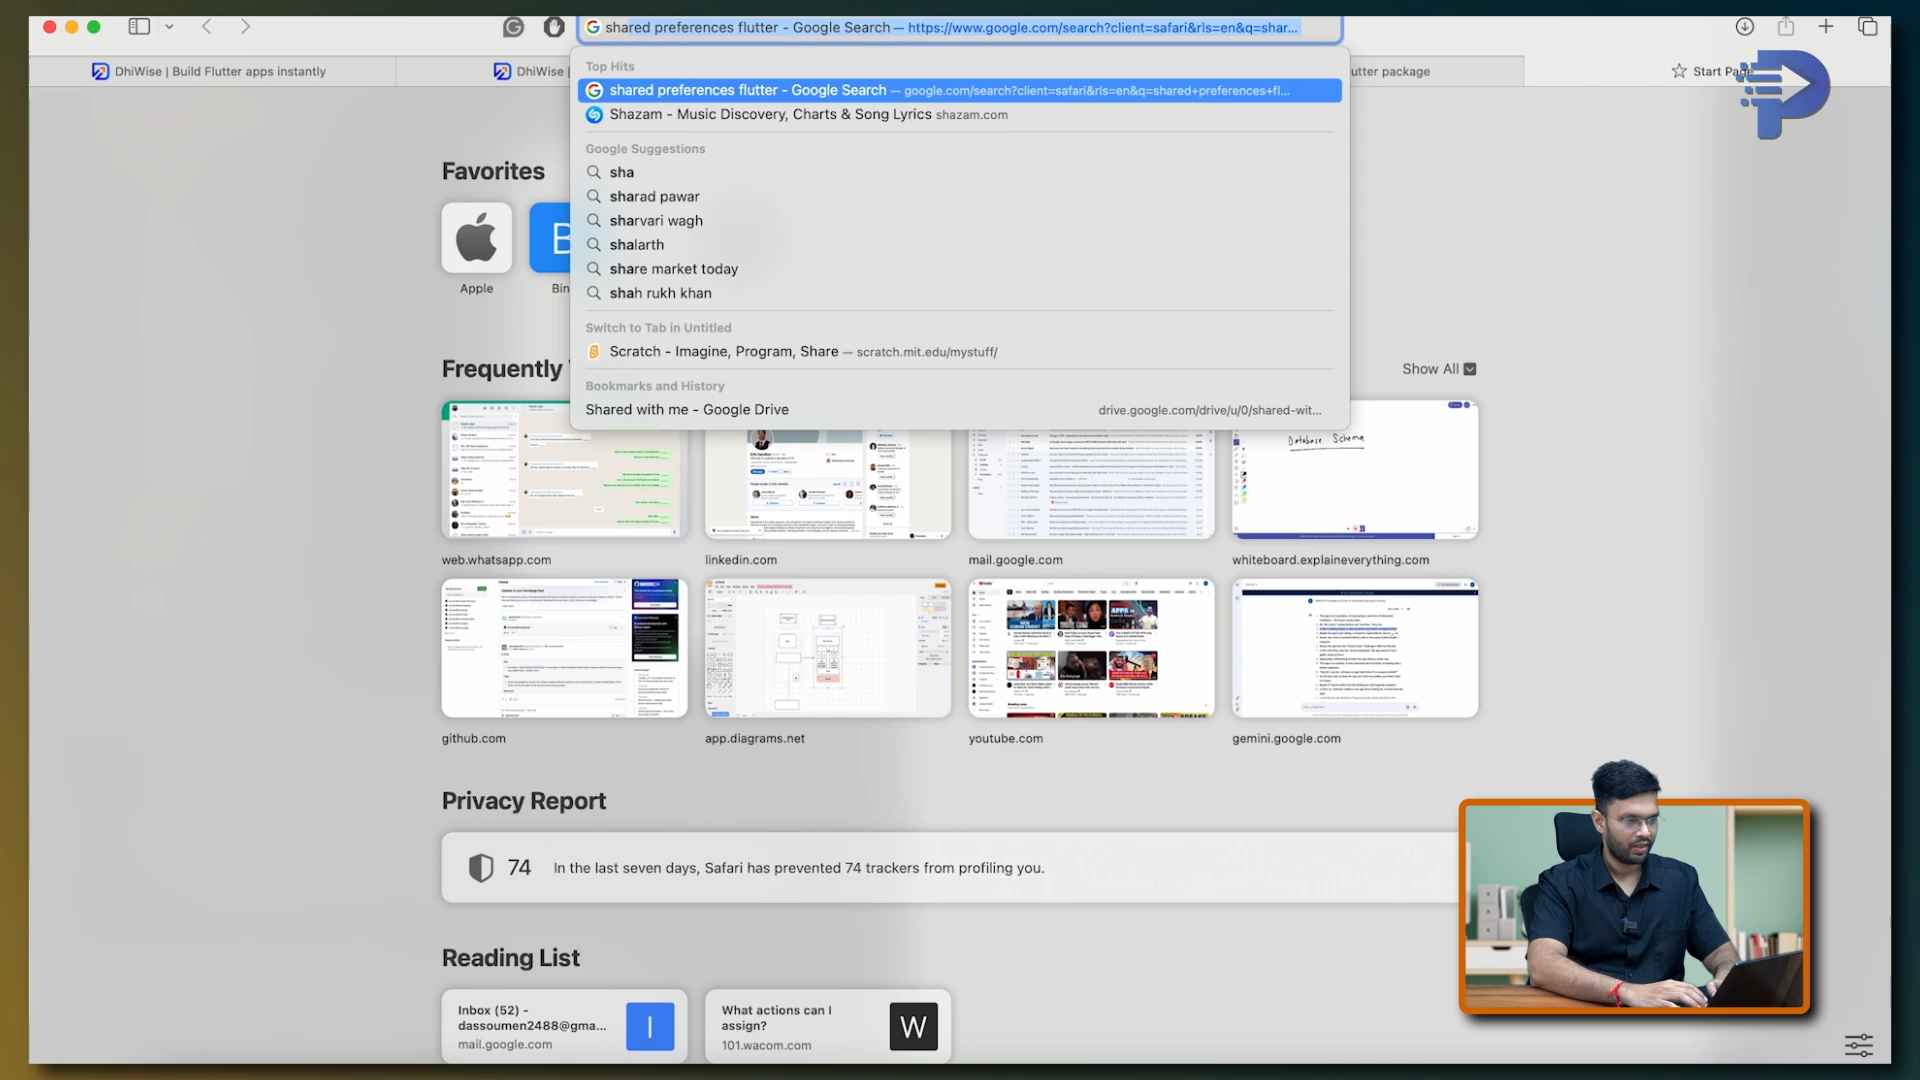 shared preferences flutter - Google Search — https://www.google.com/search?client=safari&rls=en&q=shar...
DhiWise | Build Flutter apps instantly
DhiWise |
utter package
Start Page
Top Hits
shared preferences flutter - Google Search — google.com/search?client=safari&rls=en&q=shared+preferences+fl...
Shazam - Music Discovery, Charts & Song Lyrics shazam.com
Google Suggestions
sha
sharad pawar
sharvari wagh
shalarth
share market today
shah rukh khan
Switch to Tab in Untitled
Scratch - Imagine, Program, Share — scratch.mit.edu/mystuff/
Bookmarks and History
Shared with me - Google Drive drive.google.com/drive/u/0/shared-wit...
Favorites
Apple
Bin
Frequently
Show All
Database Schema
web.whatsapp.com
linkedin.com
mail.google.com
whiteboard.explaineverything.com
github.com
app.diagrams.net
youtube.com
gemini.google.com
Privacy Report
74 In the last seven days, Safari has prevented 74 trackers from profiling you.
Reading List
Inbox (52) -
dassoumen2488@gma...
mail.google.com
I
What actions can I
assign?
101.wacom.com
W